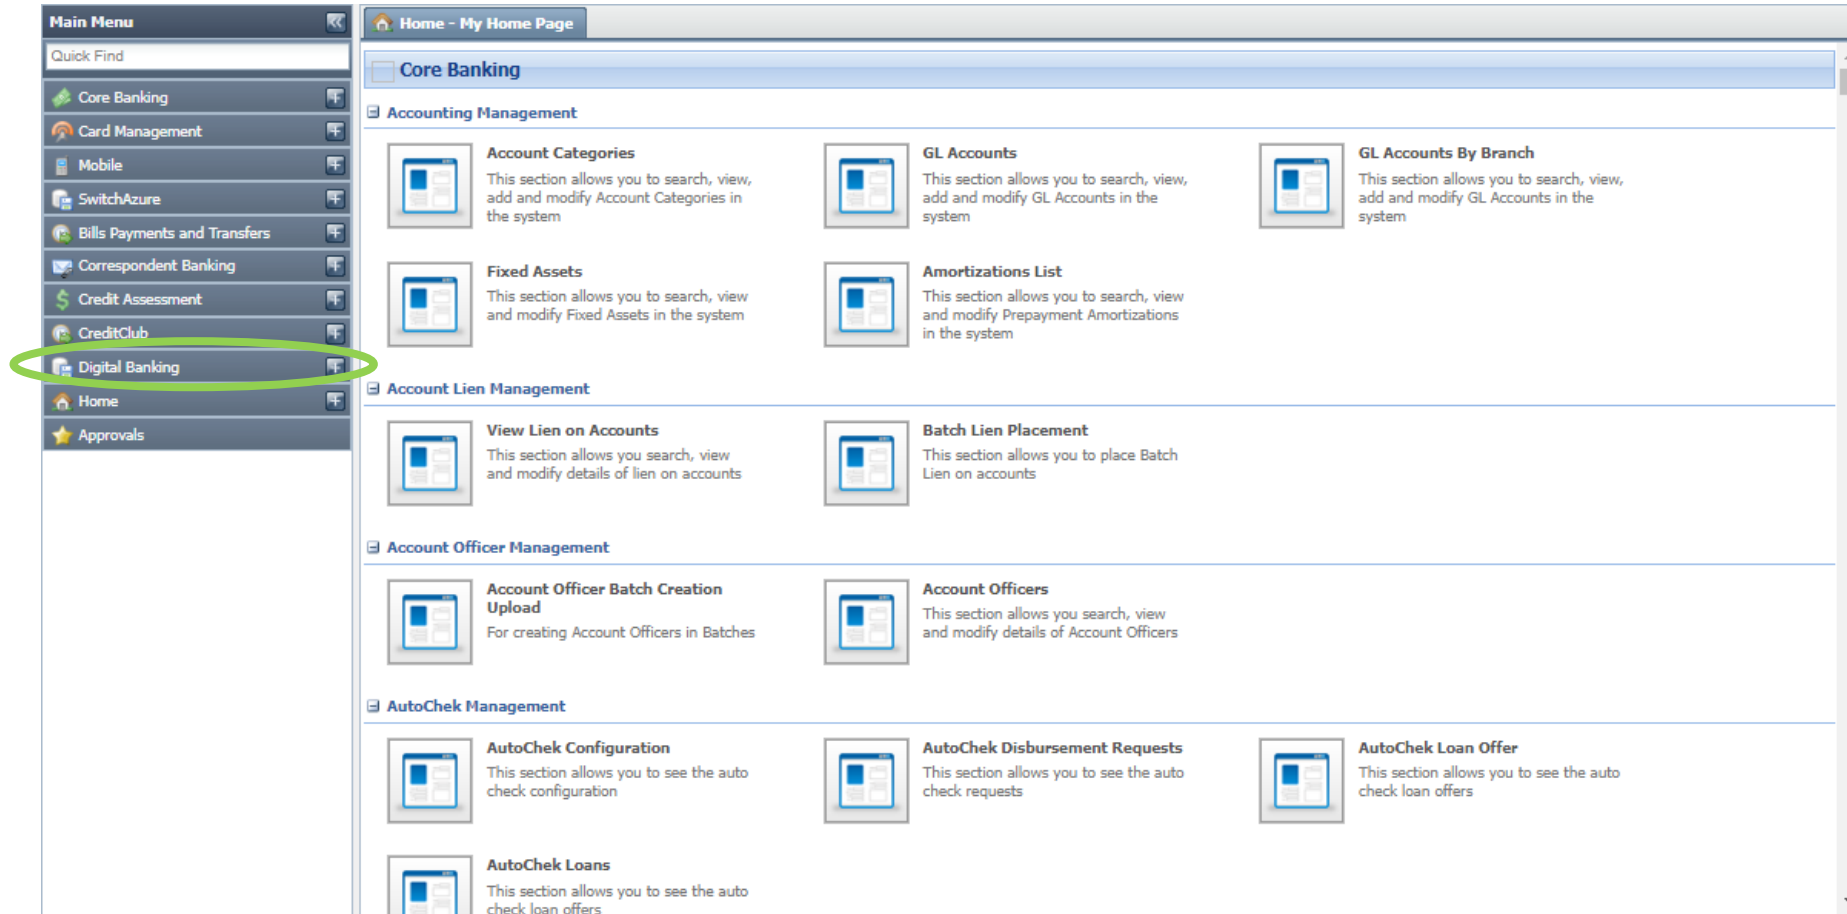 Main Menu
Quick Find
Core Banking
Card Management
Mobile
SwitchAzure
Bills Payments and Transfers
Correspondent Banking
Credit Assessment
CreditClub
Digital Banking
Home
Approvals
Home - My Home Page
Core Banking
Accounting Management
Account Categories
This section allows you to search, view,
add and modify Account Categories in
the system
GL Accounts
This section allows you to search, view,
add and modify GL Accounts in the
system
GL Accounts By Branch
This section allows you to search, view,
add and modify GL Accounts in the
system
Fixed Assets
This section allows you to search, view
and modify Fixed Assets in the system
Amortizations List
This section allows you to search, view
and modify Prepayment Amortizations
in the system
Account Lien Management
View Lien on Accounts
This section allows you search, view
and modify details of lien on accounts
Batch Lien Placement
This section allows you to place Batch
Lien on accounts
Account Officer Management
Account Officer Batch Creation
Upload
For creating Account Officers in Batches
Account Officers
This section allows you search, view
and modify details of Account Officers
AutoChek Management
AutoChek Configuration
This section allows you to see the auto
check configuration
AutoChek Disbursement Requests
This section allows you to see the auto
check requests
AutoChek Loan Offer
This section allows you to see the auto
check loan offers
AutoChek Loans
This section allows you to see the auto
check loan offers